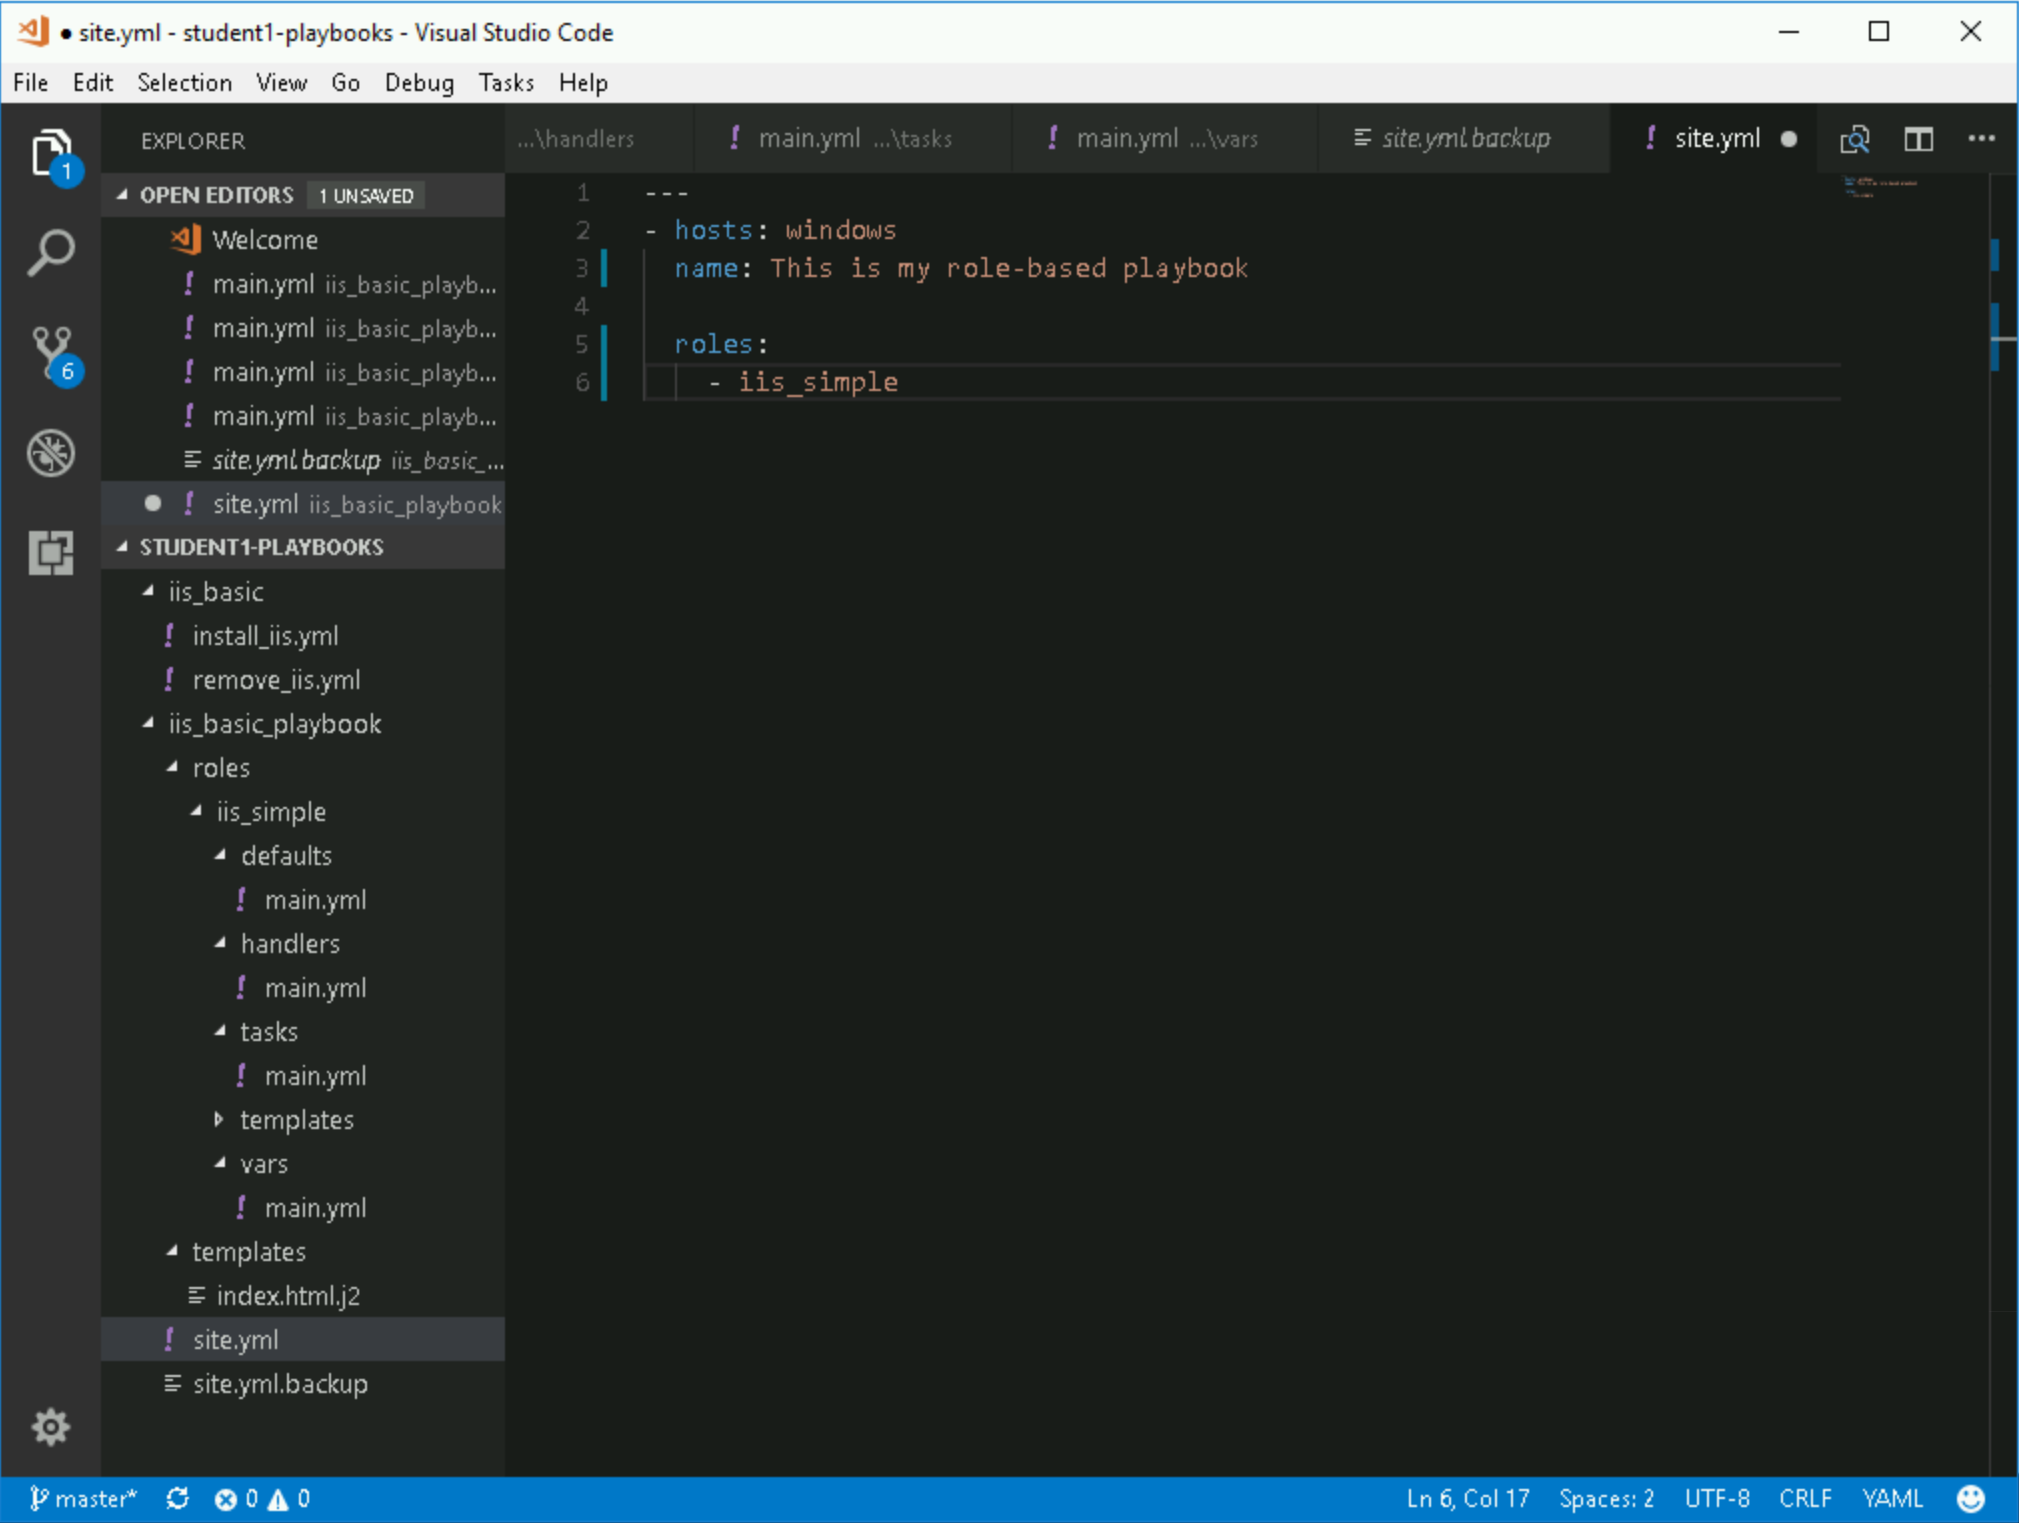 ● site.yml - student1-playbooks - Visual Studio Code
File Edit Selection View Go Debug Tasks Help
1
6
EXPLORER
OPEN EDITORS 1 UNSAVED
Welcome
main.yml iis_basic_playb...
main.yml iis_basic_playb...
main.yml iis_basic_playb...
main.yml iis_basic_playb...
site.yml.backup iis_basic_...
● site.yml iis_basic_playbook
STUDENT1-PLAYBOOKS
iis_basic
install_iis.yml
remove_iis.yml
iis_basic_playbook
roles
iis_simple
defaults
main.yml
handlers
main.yml
tasks
main.yml
templates
vars
main.yml
templates
index.html.j2
site.yml
site.yml.backup
...\handlers main.yml ...\tasks main.yml ...\vars site.yml.backup site.yml ●
1 ---
2 - hosts: windows
3 name: This is my role-based playbook
4
5 roles:
6 - iis_simple
master* 0 0 Ln 6, Col 17 Spaces: 2 UTF-8 CRLF YAML